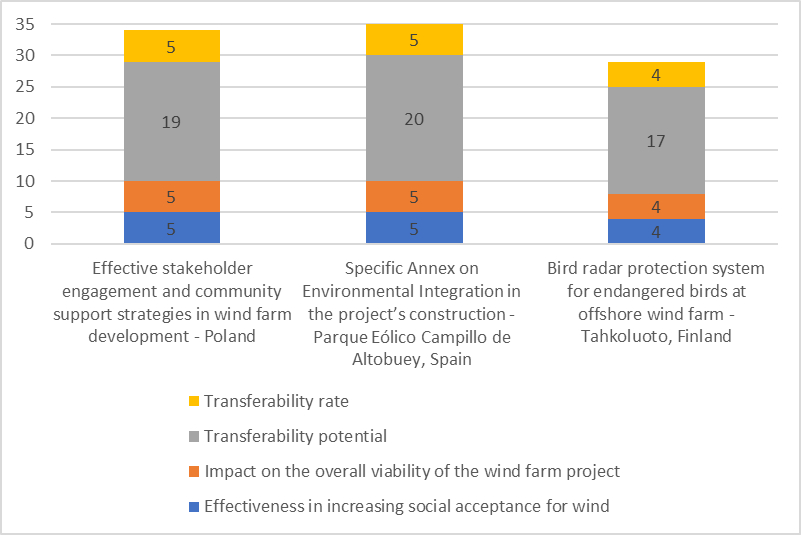 35
30
25
20
15
10
5
0
5
19
5
5
5
20
5
5
4
17
4
4
Effective stakeholder
engagement and community
support strategies in wind farm
development - Poland
Specific Annex on
Environmental Integration in
the project’s construction -
Parque Eólico Campillo de
Altobuey, Spain
Bird radar protection system
for endangered birds at
offshore wind farm -
Tahkoluoto, Finland
Transferability rate
Transferability potential
Impact on the overall viability of the wind farm project
Effectiveness in increasing social acceptance for wind